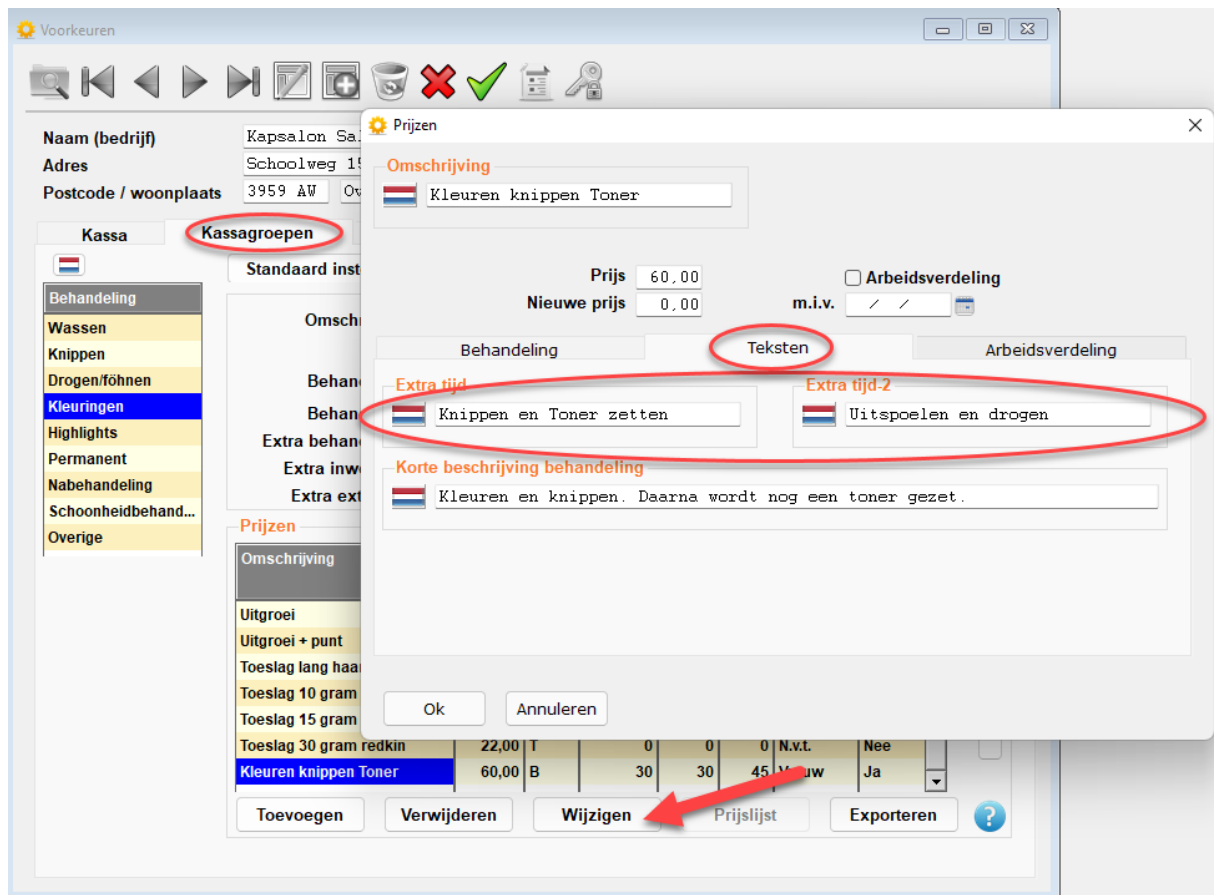 Voorkeuren
Naam (bedrijf) Kapsalon
Adres Schoolweg
Postcode / woonplaats 3959 AW
Kassa Kassagroepen
Standaard
Behandeling
Wassen
Knippen
Drogen/föhnen
Kleuringen
Highlights
Permanent
Nabehandeling
Schoonheidbehand...
Overige
Extra
Extra
Prijzen
Omschrijving
Uitgroei
Uitgroei + punt
Toeslag lang
Toeslag 10 gram
Toeslag 15 gram
Toeslag 30 gram redkin 22,00 T 0 0 0 N.v.t. Nee
Kleuren knippen Toner 60,00 B 30 30 45 Ja
Toevoegen Verwijderen Wijzigen Prijslijst Exporteren ?
Prijzen
Omschrijving
Kleuren knippen Toner
Prijs 60,00 Arbeidsverdeling
Nieuwe prijs 0,00 m.i.v. / /
Behandeling Teksten Arbeidsverdeling
Extra tijd Extra tijd-2
Knippen en Toner zetten Uitspoelen en drogen
Korte beschrijving behandeling
Kleuren en knippen. Daarna wordt nog een toner gezet.
Ok Annuleren